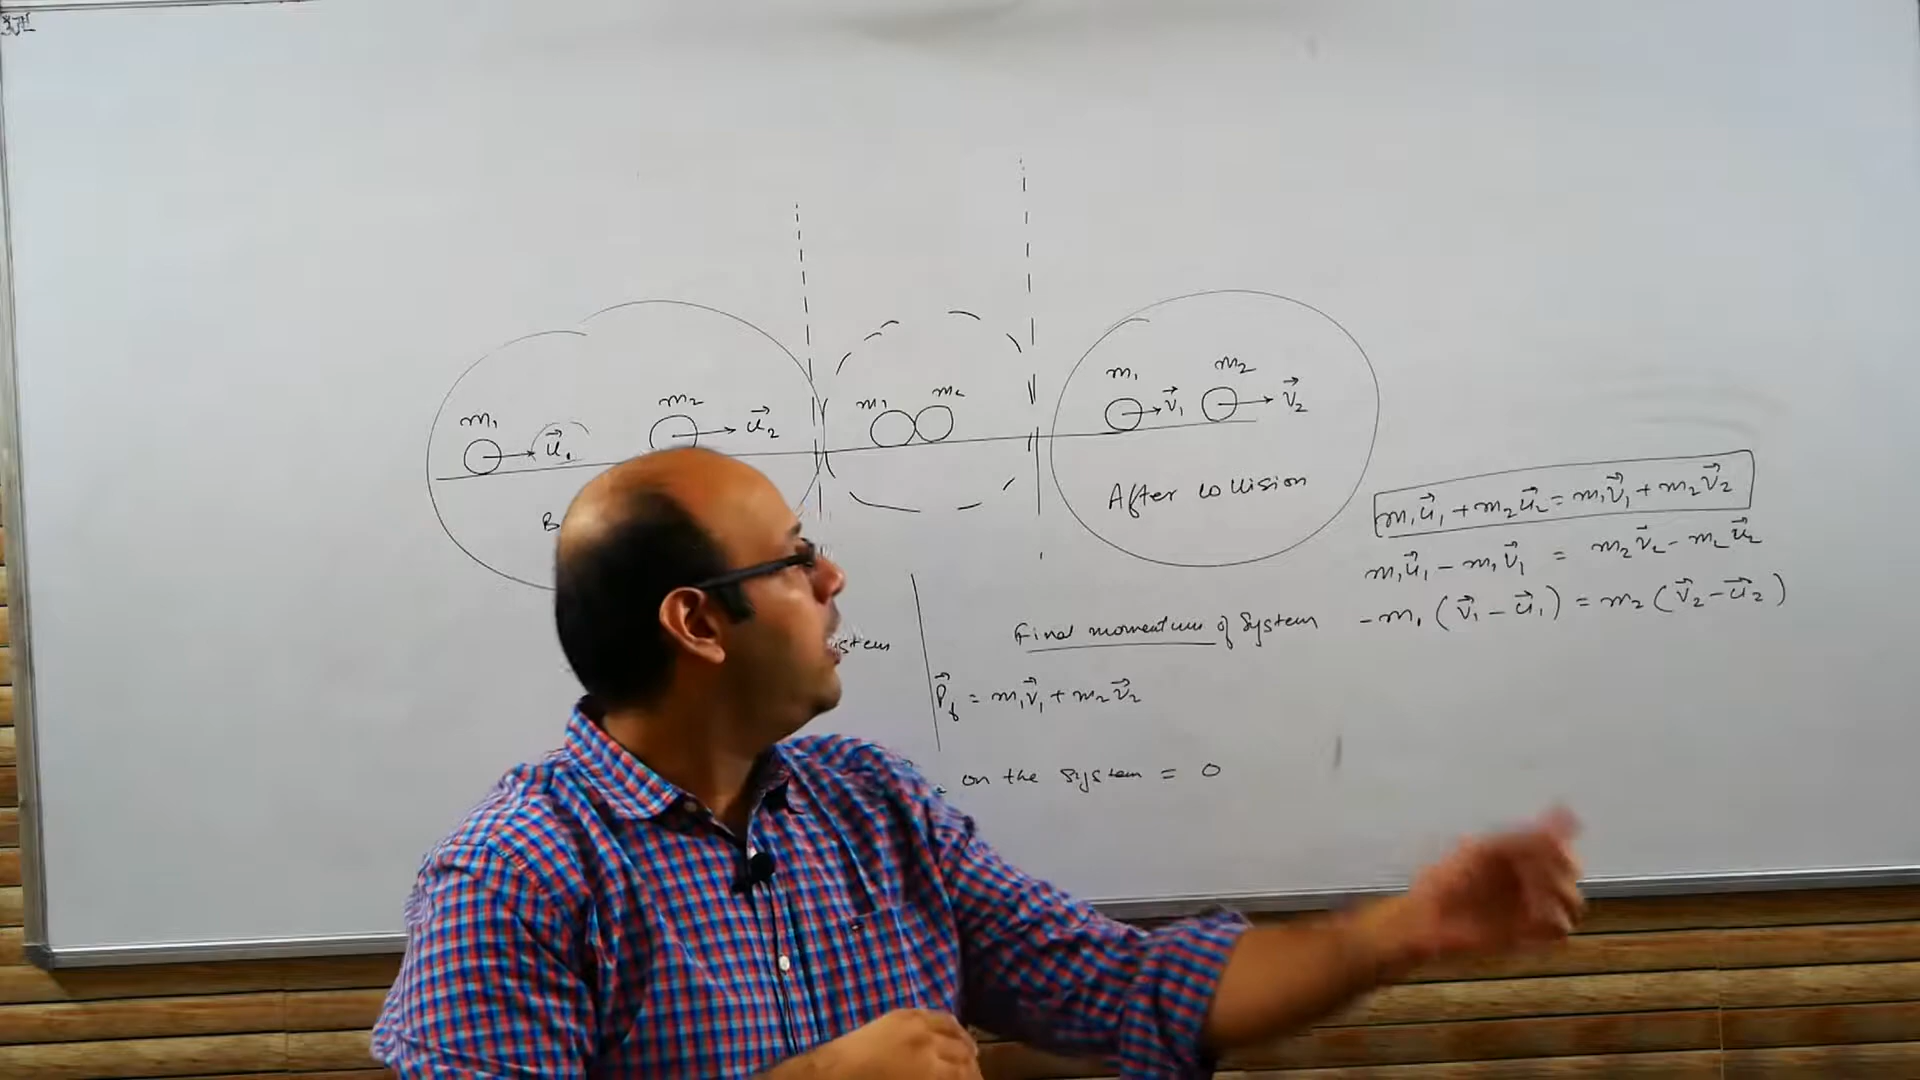 m₁ m₂
u⃗₁ u⃗₂
m₁ m₂
m₁ m₂
v⃗₁ v⃗₂
After collision
B
ystem
Final momentum of System
P⃗f = m₁v⃗₁ + m₂v⃗₂
on the system = 0
m₁u⃗₁ + m₂u⃗₂ = m₁v⃗₁ + m₂v⃗₂
m₁u⃗₁ - m₁v⃗₁ = m₂v⃗₂ - m₂u⃗₂
-m₁(v⃗₁ - u⃗₁) = m₂(v⃗₂ - u⃗₂)